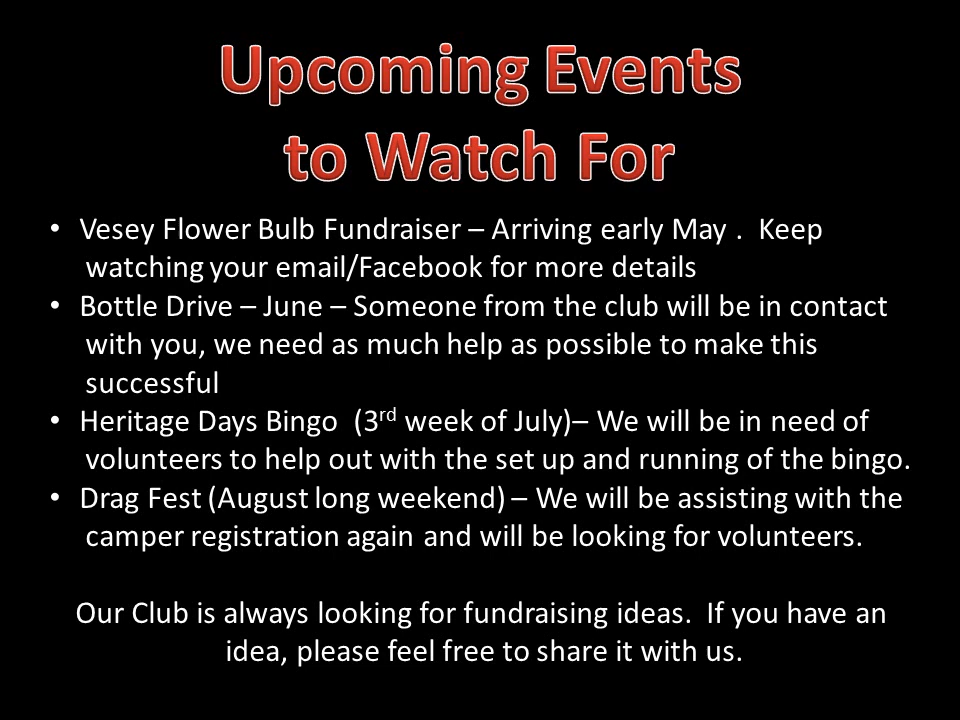 Upcoming Events
to Watch For
• Vesey Flower Bulb Fundraiser – Arriving early May .  Keep
watching your email/Facebook for more details
• Bottle Drive – June – Someone from the club will be in contact
with you, we need as much help as possible to make this
successful
• Heritage Days Bingo  (3rd week of July)– We will be in need of
volunteers to help out with the set up and running of the bingo.
• Drag Fest (August long weekend) – We will be assisting with the
camper registration again and will be looking for volunteers.
Our Club is always looking for fundraising ideas.  If you have an
idea, please feel free to share it with us.